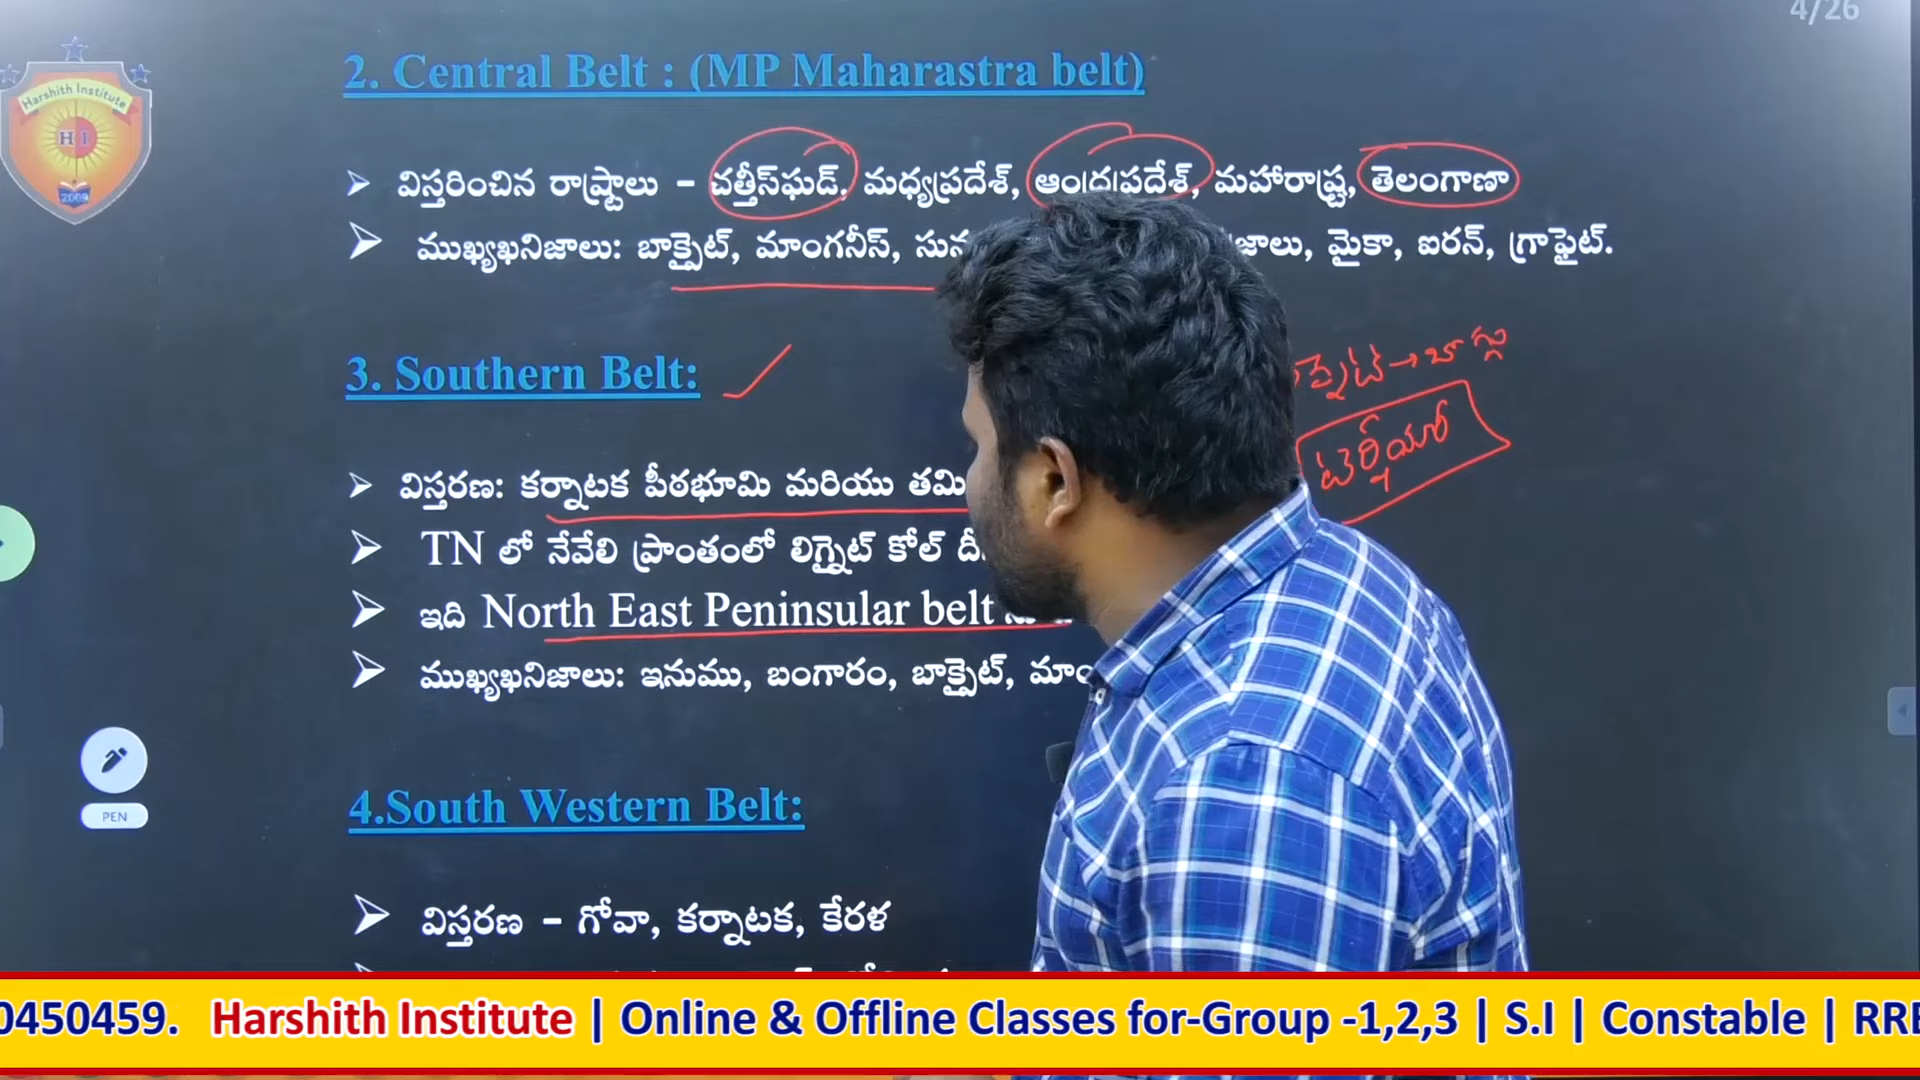 4/26
2. Central Belt : (MP Maharastra belt)
Harshith Institute
H I
2009
➤ విస్తరించిన రాష్ట్రాలు – చత్తీస్‌ఘడ్, మధ్యప్రదేశ్, ఆంధ్రప్రదేశ్, మహారాష్ట్ర, తెలంగాణా
➤ ముఖ్యఖనిజాలు: బాక్సైట్, మాంగనీస్, మైకా, ఐరన్, గ్రాఫైట్.
3. Southern Belt:
➤ విస్తరణ: కర్నాటక పీఠభూమి మరియు
➤ TN లో నేవేలి ప్రాంతంలో లిగ్నైట్ కోల్
➤ ఇది North East Peninsular belt
➤ ముఖ్యఖనిజాలు: ఇనుము, బంగారం, బాక్సైట్,
PEN
4.South Western Belt:
➤ విస్తరణ – గోవా, కర్నాటక, కేరళ
0450459. Harshith Institute | Online & Offline Classes for-Group -1,2,3 | S.I | Constable |